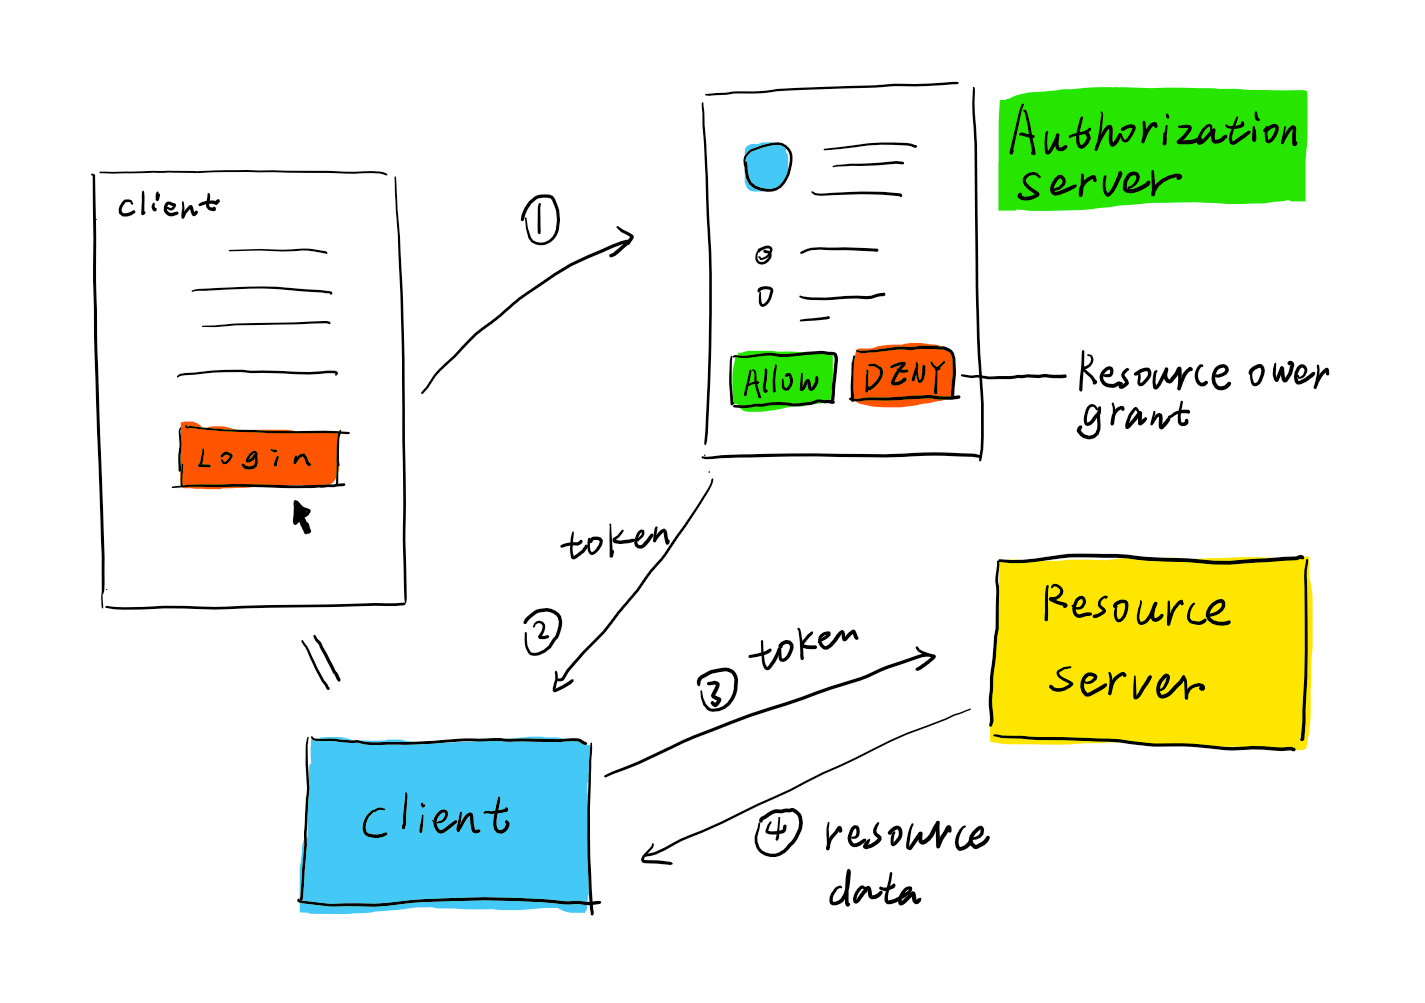 client
Login
①
Authorization
server
Allow
DENY
Resource ower
grant
token
②
③
token
Resource
server
client
④ resource
data